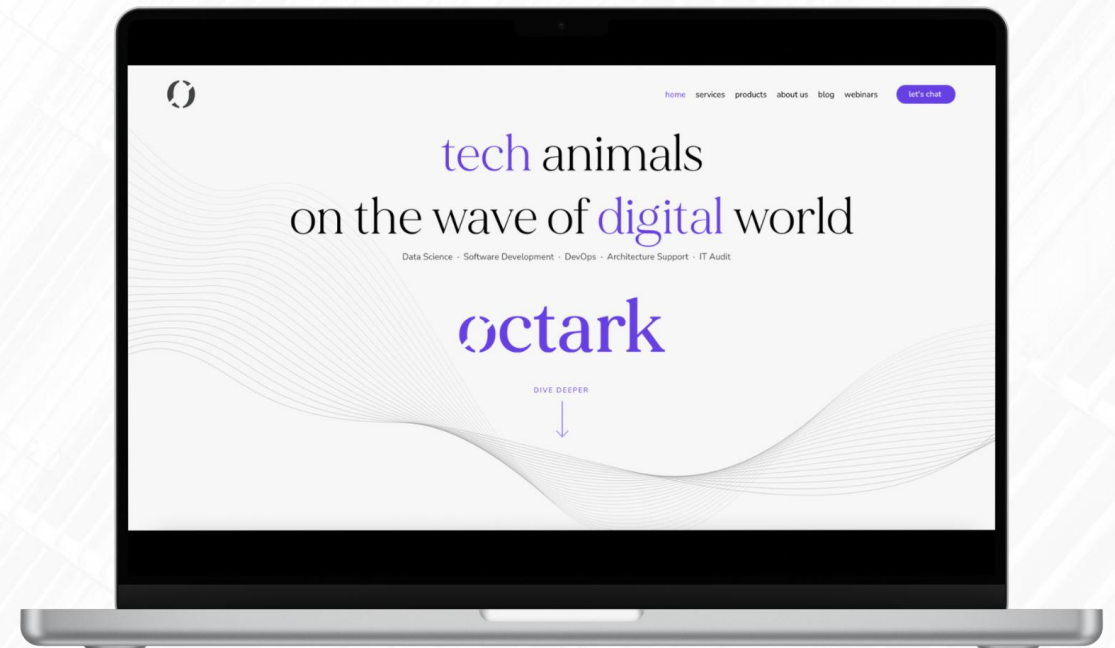 home services products about us blog webinars let's chat
tech animals
on the wave of digital world
Data Science · Software Development · DevOps · Architecture Support · IT Audit
octark
DIVE DEEPER